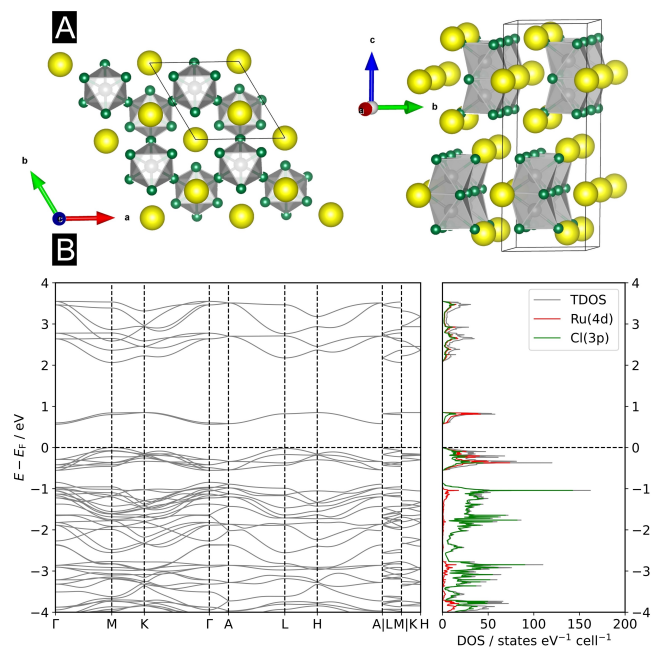 A
c
b
a
b
a
c
B
4
3
2
1
0
−1
−2
−3
−4
E − E_F / eV
Γ
M
K
Γ
A
L
H
A|L
M|K
H
TDOS
Ru(4d)
Cl(3p)
4
3
2
1
0
−1
−2
−3
−4
0
50
100
150
200
DOS / states eV⁻¹ cell⁻¹